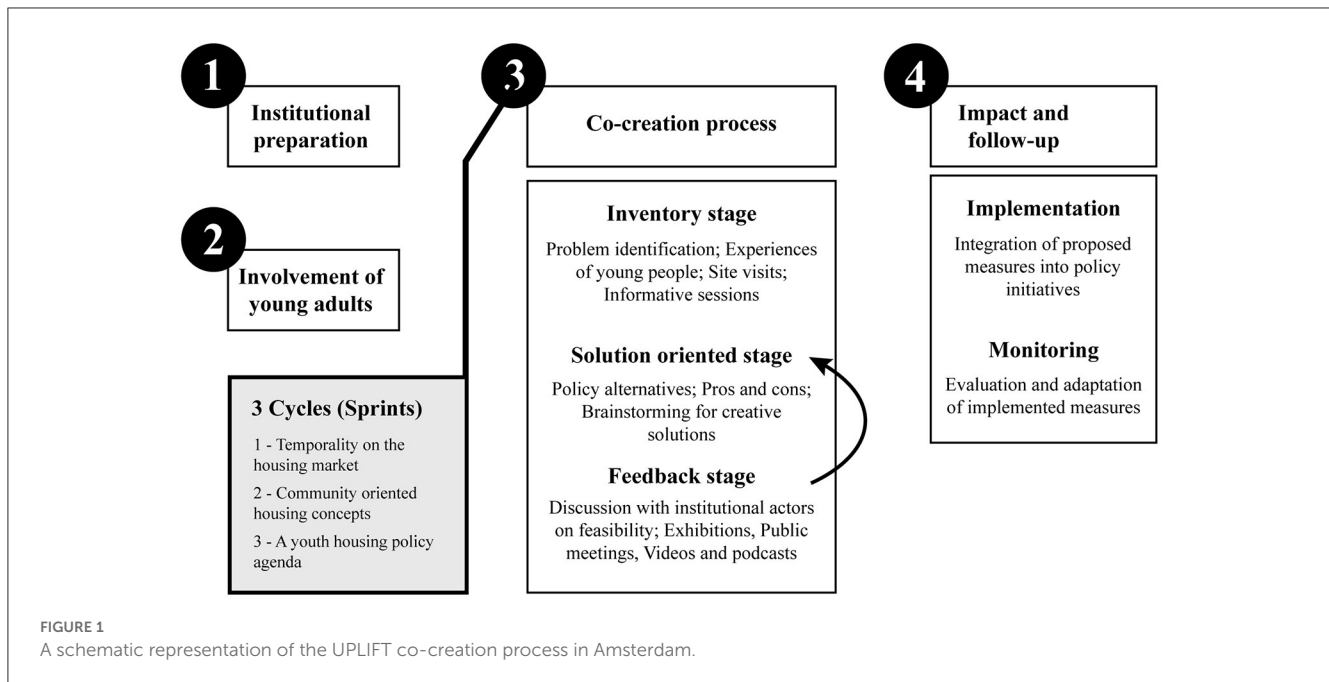 1
Institutional
preparation
2
Involvement of
young adults
3 Cycles (Sprints)
1 - Temporality on the
housing market
2 - Community oriented
housing concepts
3 - A youth housing policy
agenda
3
Co-creation process
Inventory stage
Problem identification; Experiences
of young people; Site visits;
Informative sessions
Solution oriented stage
Policy alternatives; Pros and cons;
Brainstorming for creative
solutions
Feedback stage
Discussion with institutional actors
on feasibility; Exhibitions, Public
meetings, Videos and podcasts
4
Impact and
follow-up
Implementation
Integration of proposed
measures into policy
initiatives
Monitoring
Evaluation and adaptation
of implemented measures
FIGURE 1
A schematic representation of the UPLIFT co-creation process in Amsterdam.